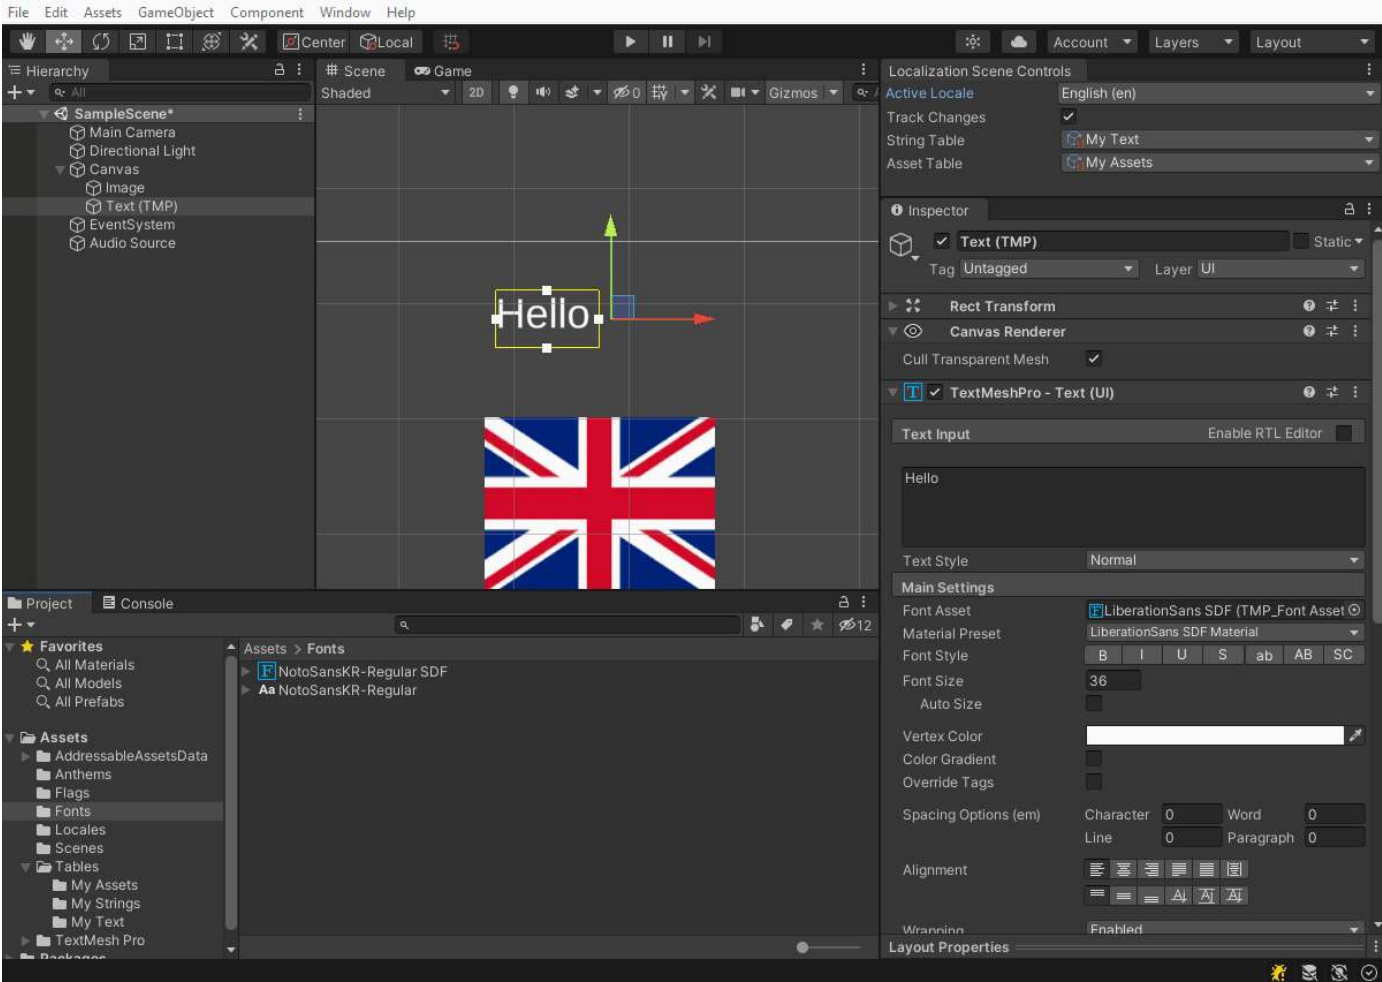 File Edit Assets GameObject Component Window Help
Center Local Account Layers Layout
Hierarchy
All
SampleScene*
Main Camera
Directional Light
Canvas
Image
Text (TMP)
EventSystem
Audio Source
Scene Game
Shaded 2D 0 Gizmos
Hello
Localization Scene Controls
Active Locale English (en)
Track Changes
String Table My Text
Asset Table My Assets
Inspector
Text (TMP) Static
Tag Untagged Layer UI
Rect Transform
Canvas Renderer
Cull Transparent Mesh
TextMeshPro - Text (UI)
Text Input Enable RTL Editor
Hello
Text Style Normal
Main Settings
Font Asset LiberationSans SDF (TMP_Font Asset
Material Preset LiberationSans SDF Material
Font Style B I U S ab AB SC
Font Size 36
Auto Size
Vertex Color
Color Gradient
Override Tags
Spacing Options (em) Character 0 Word 0
Line 0 Paragraph 0
Alignment
Wrapping Enabled
Layout Properties
Project Console
12
Favorites
All Materials
All Models
All Prefabs
Assets
AddressableAssetsData
Anthems
Flags
Fonts
Locales
Scenes
Tables
My Assets
My Strings
My Text
TextMesh Pro
Packages
Assets > Fonts
NotoSansKR-Regular SDF
Aa NotoSansKR-Regular